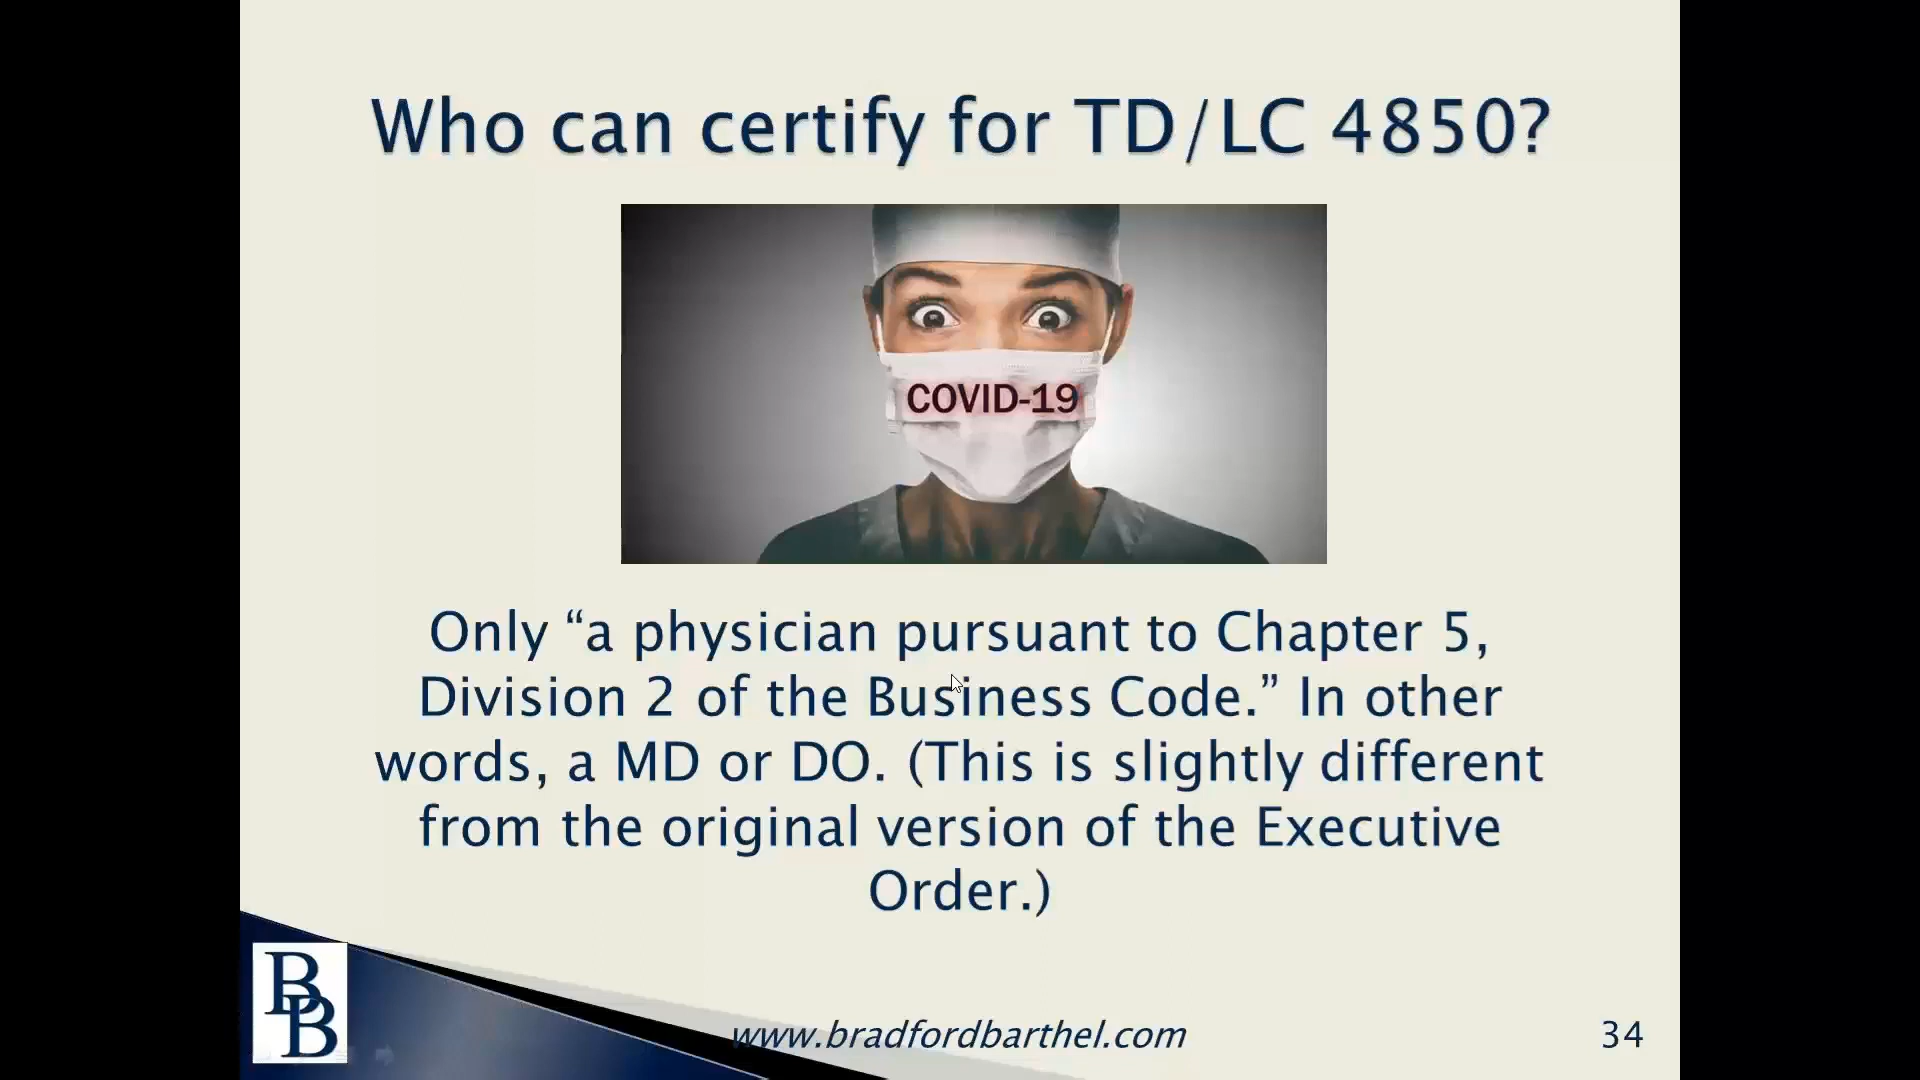 Who can certify for TD/LC 4850?
COVID-19
Only “a physician pursuant to Chapter 5,
Division 2 of the Business Code.” In other
words, a MD or DO. (This is slightly different
from the original version of the Executive
Order.)
BB
www.bradfordbarthel.com
34